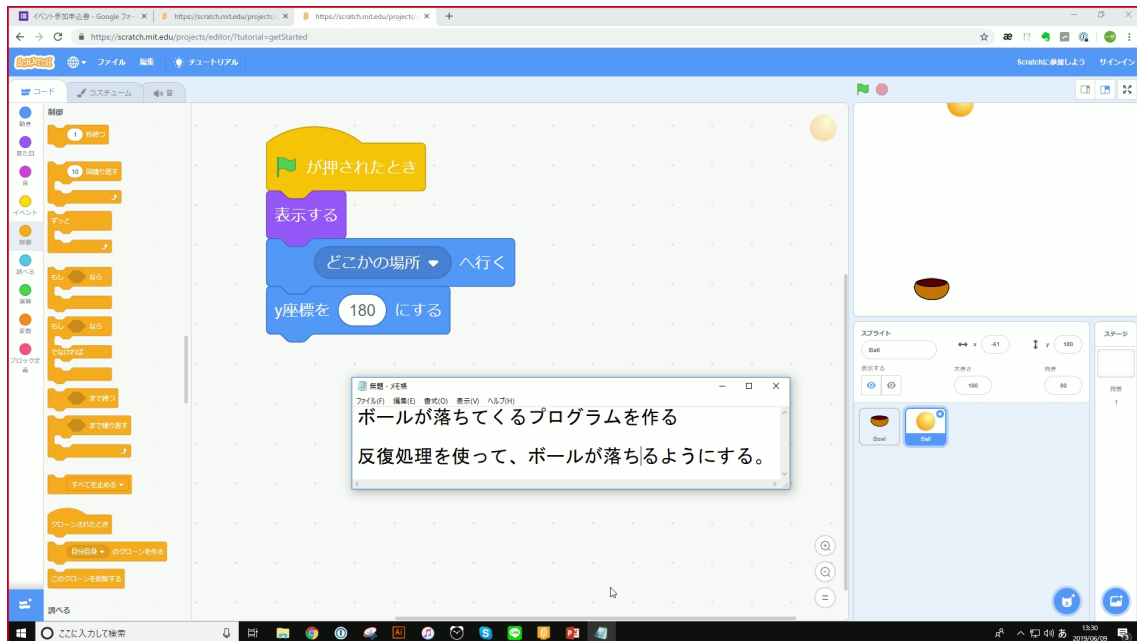 イベント参加申込書 - Google フォー
https://scratch.mit.edu/projects/
https://scratch.mit.edu/projects/
https://scratch.mit.edu/projects/editor/?tutorial=getStarted
SCRATCH
ファイル 編集 チュートリアル
Scratchに参加しよう サインイン
コード コスチューム 音
動き
見た目
音
イベント
制御
調べる
演算
変数
ブロック定義
制御
1 秒待つ
10 回繰り返す
ずっと
もし なら
もし なら
でなければ
まで待つ
まで繰り返す
すべてを止める
クローンされたとき
自分自身 のクローンを作る
このクローンを削除する
調べる
が押されたとき
表示する
どこかの場所 へ行く
y座標を 180 にする
無題 - メモ帳
ファイル(F) 編集(E) 書式(O) 表示(V) ヘルプ(H)
ボールが落ちてくるプログラムを作る
反復処理を使って、ボールが落ちるようにする。
スプライト
Ball
x -61
y 180
表示する
大きさ
100
向き
90
Bowl
Ball
ステージ
背景
1
ここに入力して検索
あ
13:30
2019/06/09